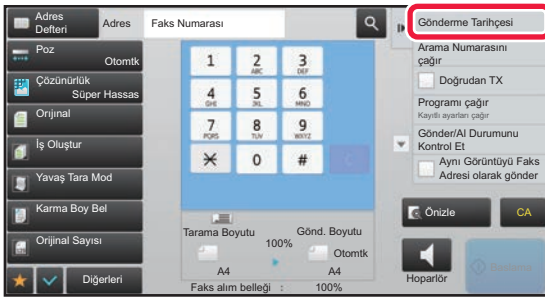 Adres
Defteri
Adres
Faks Numarası
Gönderme Tarihçesi
Poz
Otomtk
Çözünürlük
Süper Hassas
Orıjınal
İş Oluştur
Yavaş Tara Mod
Karma Boy Bel
Orijinal Sayısı
Diğerleri
1
2
ABC
3
DEF
4
GHI
5
JKL
6
MNO
7
PQRS
8
TUV
9
WXYZ
0
#
Tarama Boyutu
100%
Gönd. Boyutu
Otomtk
A4
A4
Faks alım belleği : 100%
Arama Numarasını
çağır
Doğrudan TX
Programı çağır
Kayıtlı ayarları çağır
Gönder/Al Durumunu
Kontrol Et
Aynı Görüntüyü Faks
Adresi olarak gönder
Önizle
CA
Hoparlör